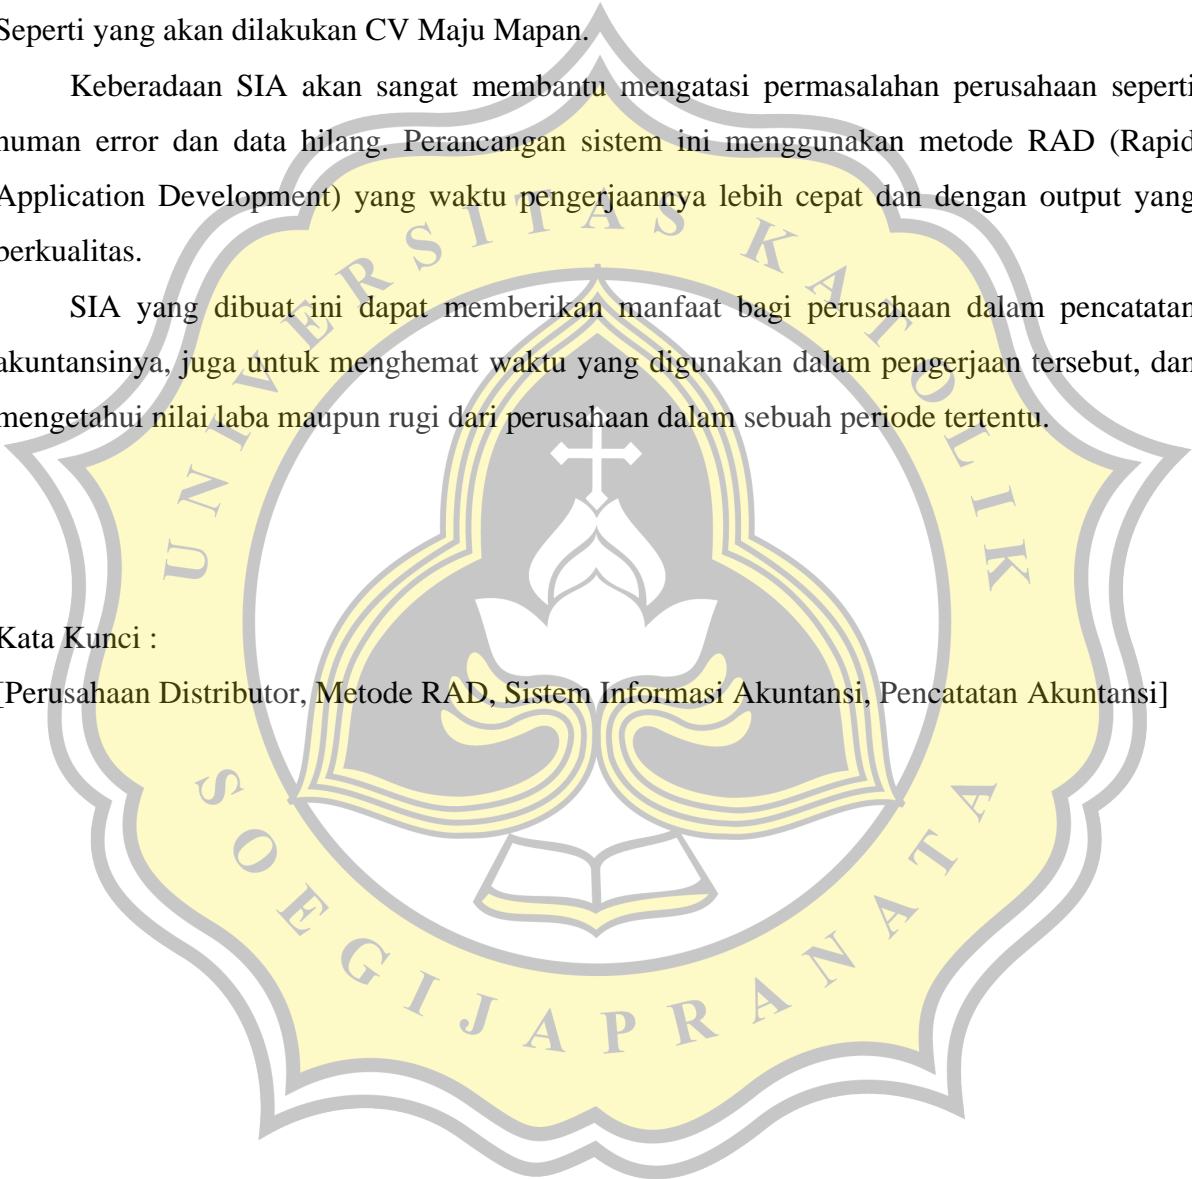 Seperti yang akan dilakukan CV Maju Mapan.
Keberadaan SIA akan sangat membantu mengatasi permasalahan perusahaan seperti
human error dan data hilang. Perancangan sistem ini menggunakan metode RAD (Rapid
Application Development) yang waktu pengerjaannya lebih cepat dan dengan output yang
berkualitas.
SIA yang dibuat ini dapat memberikan manfaat bagi perusahaan dalam pencatatan
akuntansinya, juga untuk menghemat waktu yang digunakan dalam pengerjaan tersebut, dan
mengetahui nilai laba maupun rugi dari perusahaan dalam sebuah periode tertentu.
Kata Kunci :
[Perusahaan Distributor, Metode RAD, Sistem Informasi Akuntansi, Pencatatan Akuntansi]
UNIVERSITAS KATOLIK
SOEGIJAPRANATA